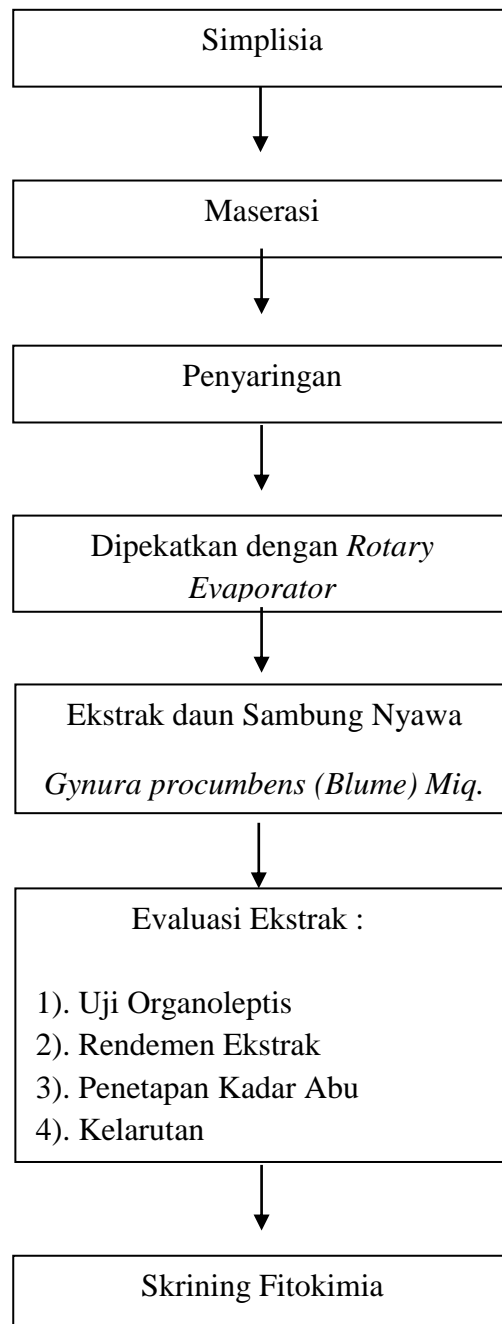 Simplisia
Maserasi
Penyaringan
Dipekatkan dengan Rotary
Evaporator
Ekstrak daun Sambung Nyawa
Gynura procumbens (Blume) Miq.
Evaluasi Ekstrak :
1). Uji Organoleptis
2). Rendemen Ekstrak
3). Penetapan Kadar Abu
4). Kelarutan
Skrining Fitokimia